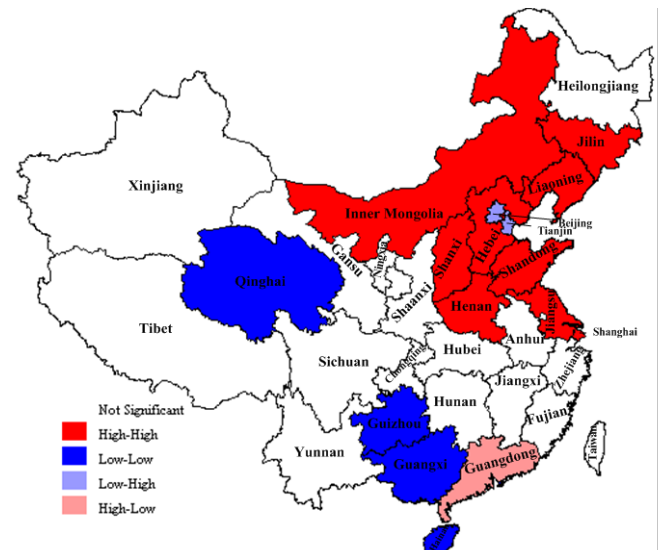 Heilongjiang
Jilin
Liaoning
Xinjiang
Inner Mongolia
Beijing
Tianjin
Hebei
Shanxi
Ningxia
Gansu
Shandong
Qinghai
Shaanxi
Henan
Jiangsu
Tibet
Shanghai
Anhui
Sichuan
Chongqing
Hubei
Zhejiang
Jiangxi
Hunan
Guizhou
Fujian
Yunnan
Guangxi
Guangdong
Taiwan
Not Significant
High-High
Low-Low
Low-High
High-Low